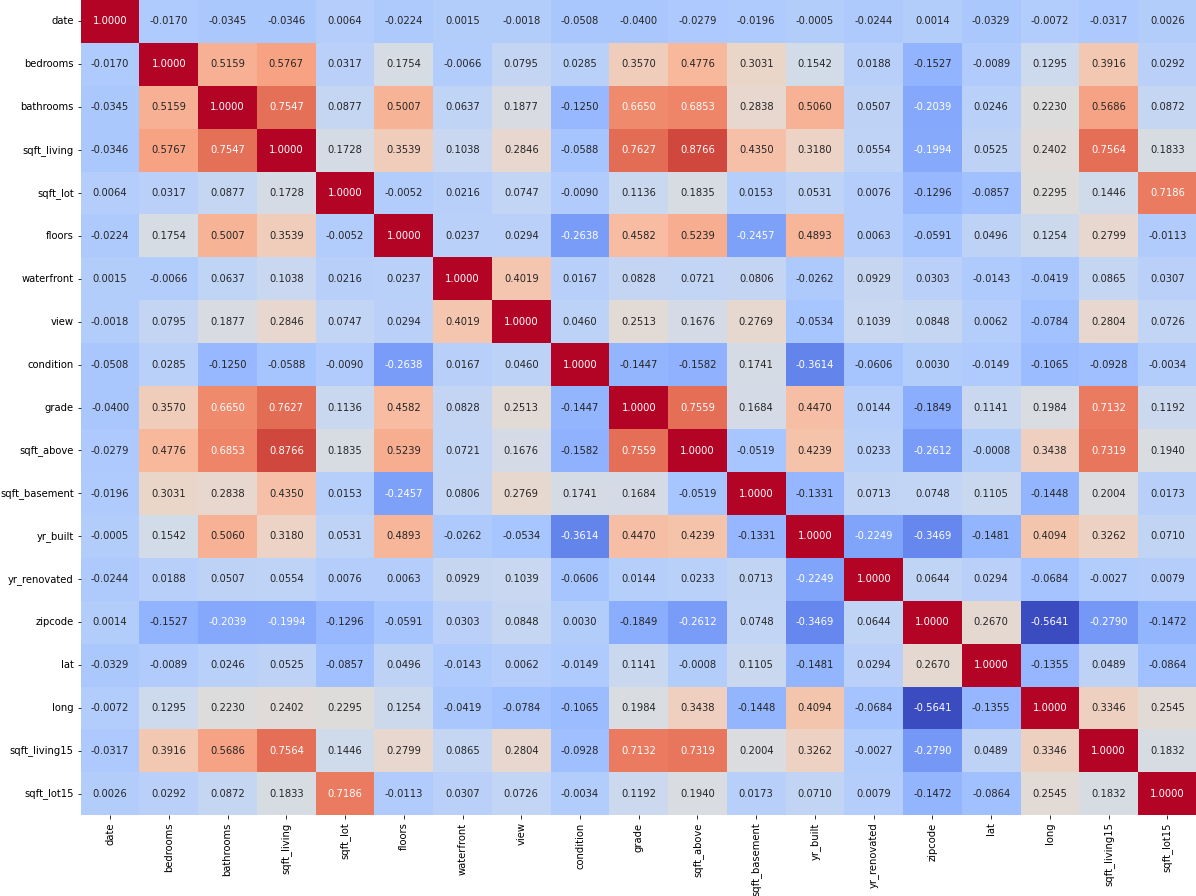 date 1.0000 -0.0170 -0.0345 -0.0346 0.0064 -0.0224 0.0015 -0.0018 -0.0508 -0.0400 -0.0279 -0.0196 -0.0005 -0.0244 0.0014 -0.0329 -0.0072 -0.0317 0.0026
bedrooms -0.0170 1.0000 0.5159 0.5767 0.0317 0.1754 -0.0066 0.0795 0.0285 0.3570 0.4776 0.3031 0.1542 0.0188 -0.1527 -0.0089 0.1295 0.3916 0.0292
bathrooms -0.0345 0.5159 1.0000 0.7547 0.0877 0.5007 0.0637 0.1877 -0.1250 0.6650 0.6853 0.2838 0.5060 0.0507 -0.2039 0.0246 0.2230 0.5686 0.0872
sqft_living -0.0346 0.5767 0.7547 1.0000 0.1728 0.3539 0.1038 0.2846 -0.0588 0.7627 0.8766 0.4350 0.3180 0.0554 -0.1994 0.0525 0.2402 0.7564 0.1833
sqft_lot 0.0064 0.0317 0.0877 0.1728 1.0000 -0.0052 0.0216 0.0747 -0.0090 0.1136 0.1835 0.0153 0.0531 0.0076 -0.1296 -0.0857 0.2295 0.1446 0.7186
floors -0.0224 0.1754 0.5007 0.3539 -0.0052 1.0000 0.0237 0.0294 -0.2638 0.4582 0.5239 -0.2457 0.4893 0.0063 -0.0591 0.0496 0.1254 0.2799 -0.0113
waterfront 0.0015 -0.0066 0.0637 0.1038 0.0216 0.0237 1.0000 0.4019 0.0167 0.0828 0.0721 0.0806 -0.0262 0.0929 0.0303 -0.0143 -0.0419 0.0865 0.0307
view -0.0018 0.0795 0.1877 0.2846 0.0747 0.0294 0.4019 1.0000 0.0460 0.2513 0.1676 0.2769 -0.0534 0.1039 0.0848 0.0062 -0.0784 0.2804 0.0726
condition -0.0508 0.0285 -0.1250 -0.0588 -0.0090 -0.2638 0.0167 0.0460 1.0000 -0.1447 -0.1582 0.1741 -0.3614 -0.0606 0.0030 -0.0149 -0.1065 -0.0928 -0.0034
grade -0.0400 0.3570 0.6650 0.7627 0.1136 0.4582 0.0828 0.2513 -0.1447 1.0000 0.7559 0.1684 0.4470 0.0144 -0.1849 0.1141 0.1984 0.7132 0.1192
sqft_above -0.0279 0.4776 0.6853 0.8766 0.1835 0.5239 0.0721 0.1676 -0.1582 0.7559 1.0000 -0.0519 0.4239 0.0233 -0.2612 -0.0008 0.3438 0.7319 0.1940
sqft_basement -0.0196 0.3031 0.2838 0.4350 0.0153 -0.2457 0.0806 0.2769 0.1741 0.1684 -0.0519 1.0000 -0.1331 0.0713 0.0748 0.1105 -0.1448 0.2004 0.0173
yr_built -0.0005 0.1542 0.5060 0.3180 0.0531 0.4893 -0.0262 -0.0534 -0.3614 0.4470 0.4239 -0.1331 1.0000 -0.2249 -0.3469 -0.1481 0.4094 0.3262 0.0710
yr_renovated -0.0244 0.0188 0.0507 0.0554 0.0076 0.0063 0.0929 0.1039 -0.0606 0.0144 0.0233 0.0713 -0.2249 1.0000 0.0644 0.0294 -0.0684 -0.0027 0.0079
zipcode 0.0014 -0.1527 -0.2039 -0.1994 -0.1296 -0.0591 0.0303 0.0848 0.0030 -0.1849 -0.2612 0.0748 -0.3469 0.0644 1.0000 0.2670 -0.5641 -0.2790 -0.1472
lat -0.0329 -0.0089 0.0246 0.0525 -0.0857 0.0496 -0.0143 0.0062 -0.0149 0.1141 -0.0008 0.1105 -0.1481 0.0294 0.2670 1.0000 -0.1355 0.0489 -0.0864
long -0.0072 0.1295 0.2230 0.2402 0.2295 0.1254 -0.0419 -0.0784 -0.1065 0.1984 0.3438 -0.1448 0.4094 -0.0684 -0.5641 -0.1355 1.0000 0.3346 0.2545
sqft_living15 -0.0317 0.3916 0.5686 0.7564 0.1446 0.2799 0.0865 0.2804 -0.0928 0.7132 0.7319 0.2004 0.3262 -0.0027 -0.2790 0.0489 0.3346 1.0000 0.1832
sqft_lot15 0.0026 0.0292 0.0872 0.1833 0.7186 -0.0113 0.0307 0.0726 -0.0034 0.1192 0.1940 0.0173 0.0710 0.0079 -0.1472 -0.0864 0.2545 0.1832 1.0000
date bedrooms bathrooms sqft_living sqft_lot floors waterfront view condition grade sqft_above sqft_basement yr_built yr_renovated zipcode lat long sqft_living15 sqft_lot15